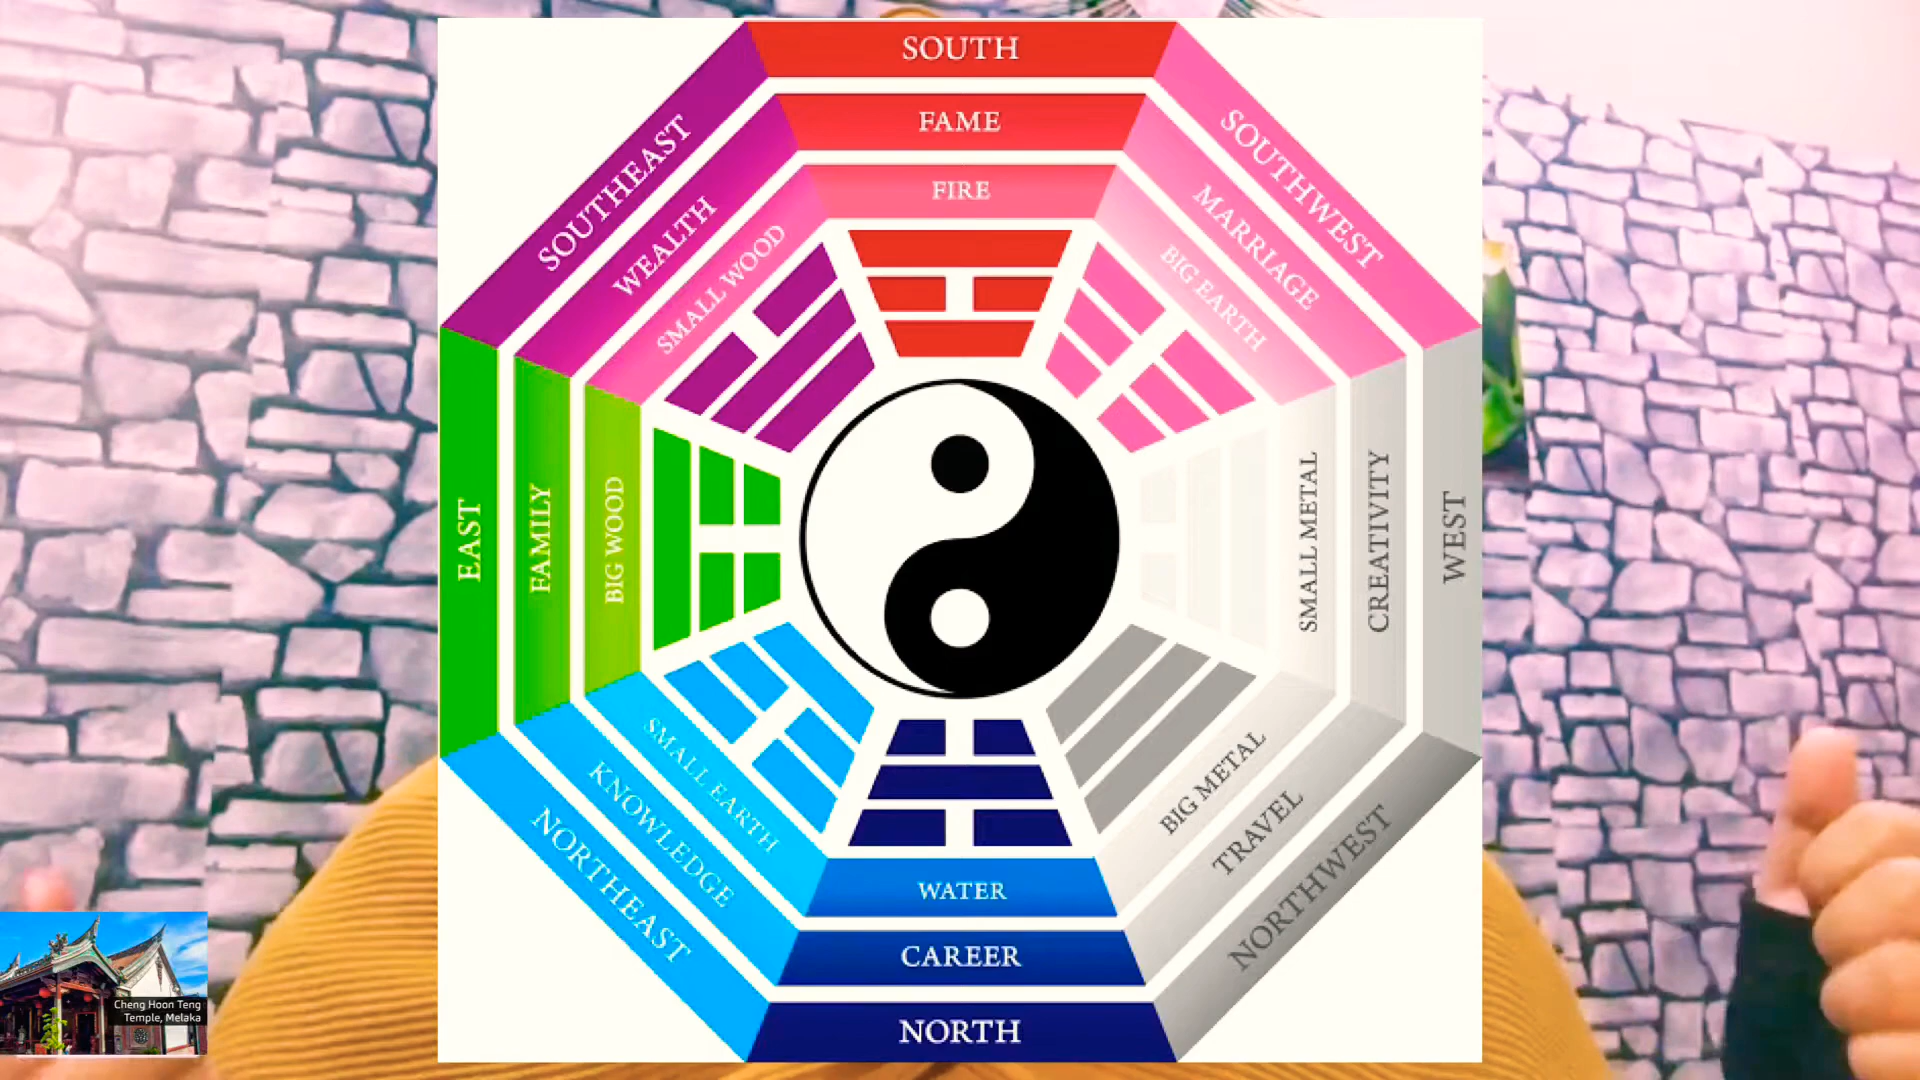 SOUTH
FAME
FIRE
SOUTHEAST
WEALTH
SMALL WOOD
SOUTHWEST
MARRIAGE
BIG EARTH
EAST
FAMILY
BIG WOOD
SMALL METAL
CREATIVITY
WEST
SMALL EARTH
KNOWLEDGE
NORTHEAST
BIG METAL
TRAVEL
NORTHWEST
WATER
CAREER
NORTH
Cheng Hoon Teng
Temple, Melaka